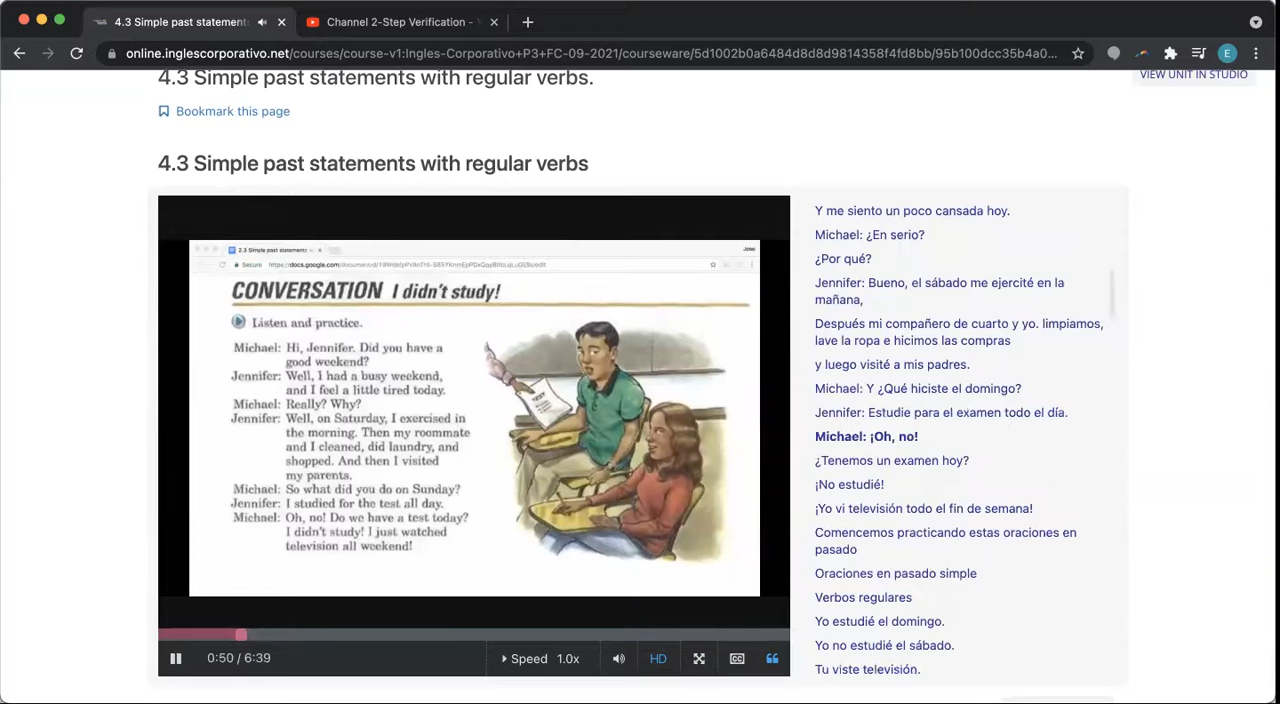 4.3 Simple past statements
Channel 2-Step Verification -
online.inglescorporativo.net/courses/course-v1:Ingles-Corporativo+P3+FC-09-2021/courseware/5d1002b0a6484d8d8d9814358f4fd8bb/95b100dcc35b4a0...
E
4.3 Simple past statements with regular verbs.
VIEW UNIT IN STUDIO
Bookmark this page
4.3 Simple past statements with regular verbs
2.3 Simple past statements
Jose
Secure
CONVERSATION I didn't study!
Listen and practice.
Michael: Hi, Jennifer. Did you have a
good weekend?
Jennifer: Well, I had a busy weekend,
and I feel a little tired today.
Michael: Really? Why?
Jennifer: Well, on Saturday, I exercised in
the morning. Then my roommate
and I cleaned, did laundry, and
shopped. And then I visited
my parents.
Michael: So what did you do on Sunday?
Jennifer: I studied for the test all day.
Michael: Oh, no! Do we have a test today?
I didn't study! I just watched
television all weekend!
TEST
0:50 / 6:39
Speed 1.0x
HD
CC
Y me siento un poco cansada hoy.
Michael: ¿En serio?
¿Por qué?
Jennifer: Bueno, el sábado me ejercité en la
mañana,
Después mi compañero de cuarto y yo. limpiamos,
lave la ropa e hicimos las compras
y luego visité a mis padres.
Michael: Y ¿Qué hiciste el domingo?
Jennifer: Estudie para el examen todo el día.
Michael: ¡Oh, no!
¿Tenemos un examen hoy?
¡No estudié!
¡Yo vi televisión todo el fin de semana!
Comencemos practicando estas oraciones en
pasado
Oraciones en pasado simple
Verbos regulares
Yo estudié el domingo.
Yo no estudié el sábado.
Tu viste televisión.